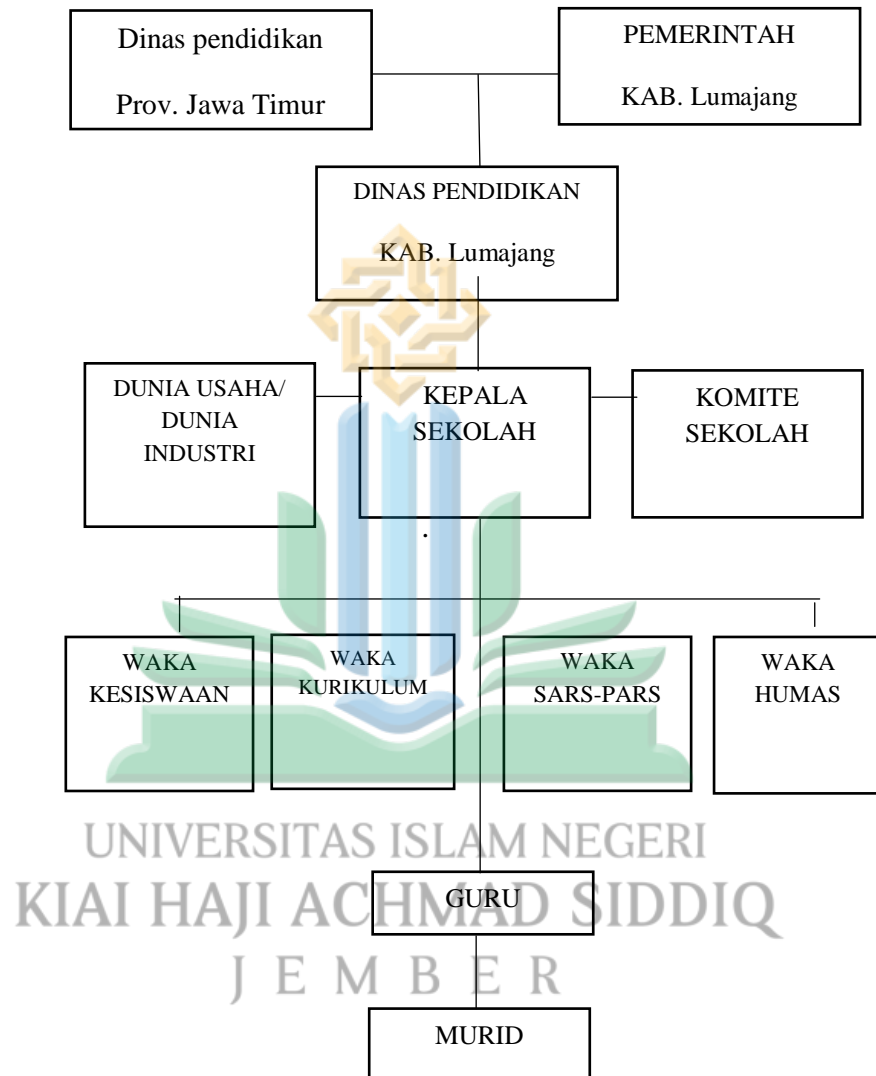 Dinas pendidikan
Prov. Jawa Timur
PEMERINTAH
KAB. Lumajang
DINAS PENDIDIKAN
KAB. Lumajang
DUNIA USAHA/
DUNIA
INDUSTRI
KEPALA
SEKOLAH
KOMITE
SEKOLAH
.
WAKA
KESISWAAN
WAKA
KURIKULUM
WAKA
SARS-PARS
WAKA
HUMAS
UNIVERSITAS ISLAM NEGERI
KIAI HAJI ACHMAD SIDDIQ
J E M B E R
GURU
MURID